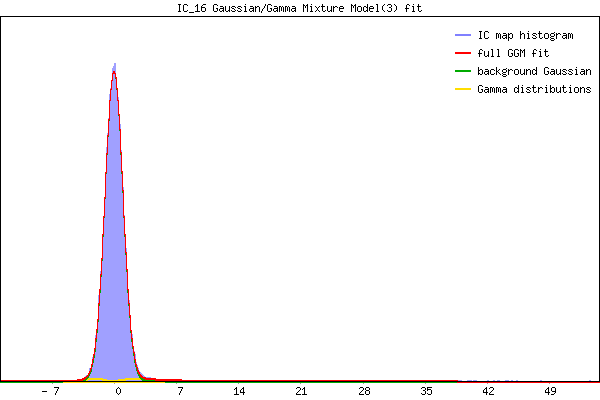 IC_16 Gaussian/Gamma Mixture Model(3) fit
IC map histogram
full GGM fit
background Gaussian
Gamma distributions
-7 0 7 14 21 28 35 42 49